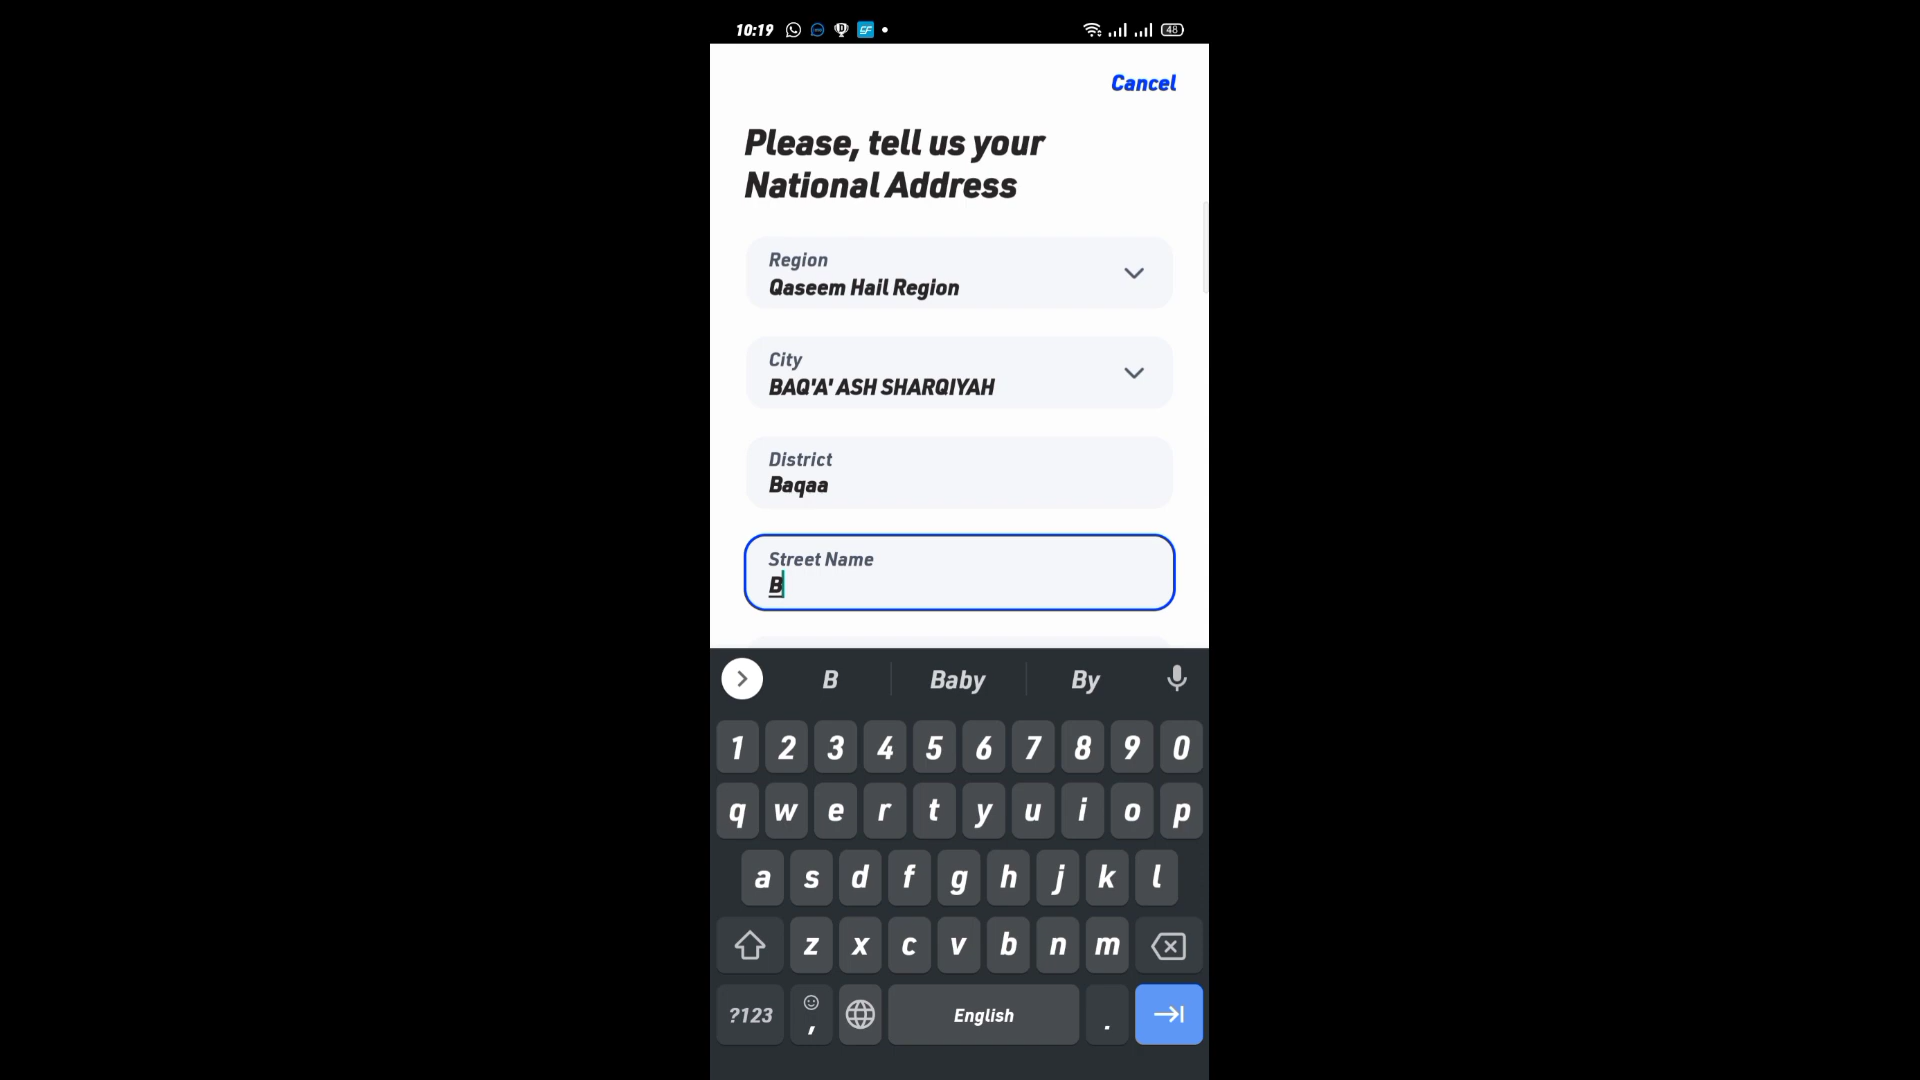 10:19
48
Cancel
Please, tell us your
National Address
Region
Qaseem Hail Region
City
BAQ'A' ASH SHARQIYAH
District
Baqaa
Street Name
B
B Baby By
1 2 3 4 5 6 7 8 9 0
q w e r t y u i o p
a s d f g h j k l
z x c v b n m
?123 , English .